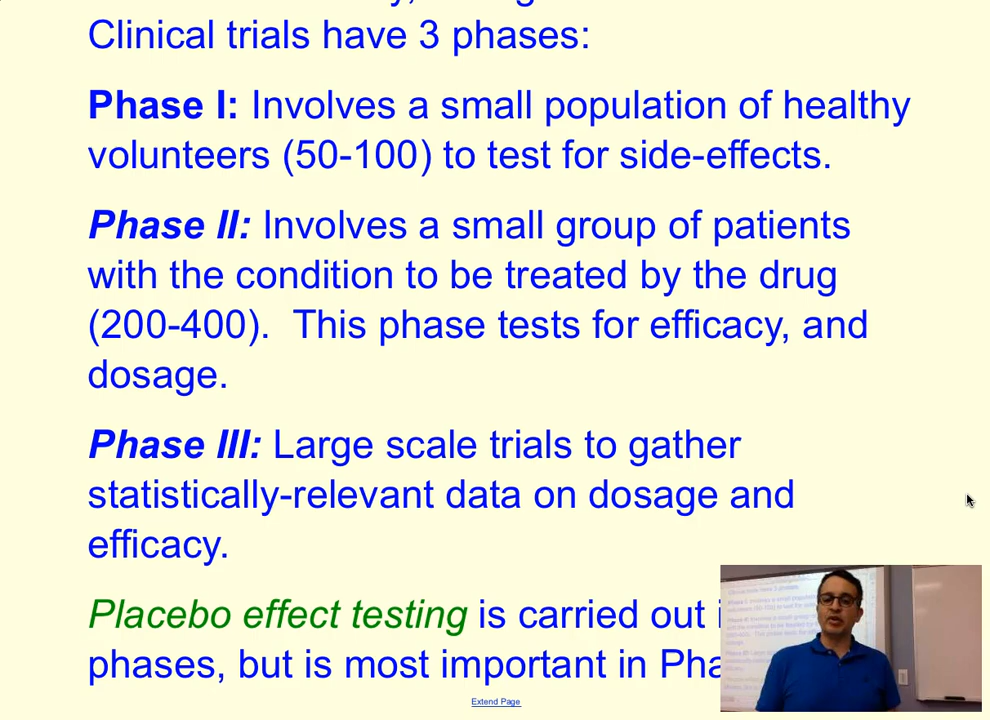 Clinical trials have 3 phases:
Phase I: Involves a small population of healthy
volunteers (50-100) to test for side-effects.
Phase II: Involves a small group of patients
with the condition to be treated by the drug
(200-400). This phase tests for efficacy, and
dosage.
Phase III: Large scale trials to gather
statistically-relevant data on dosage and
efficacy.
Placebo effect testing is carried out
phases, but is most important in
Extend Page